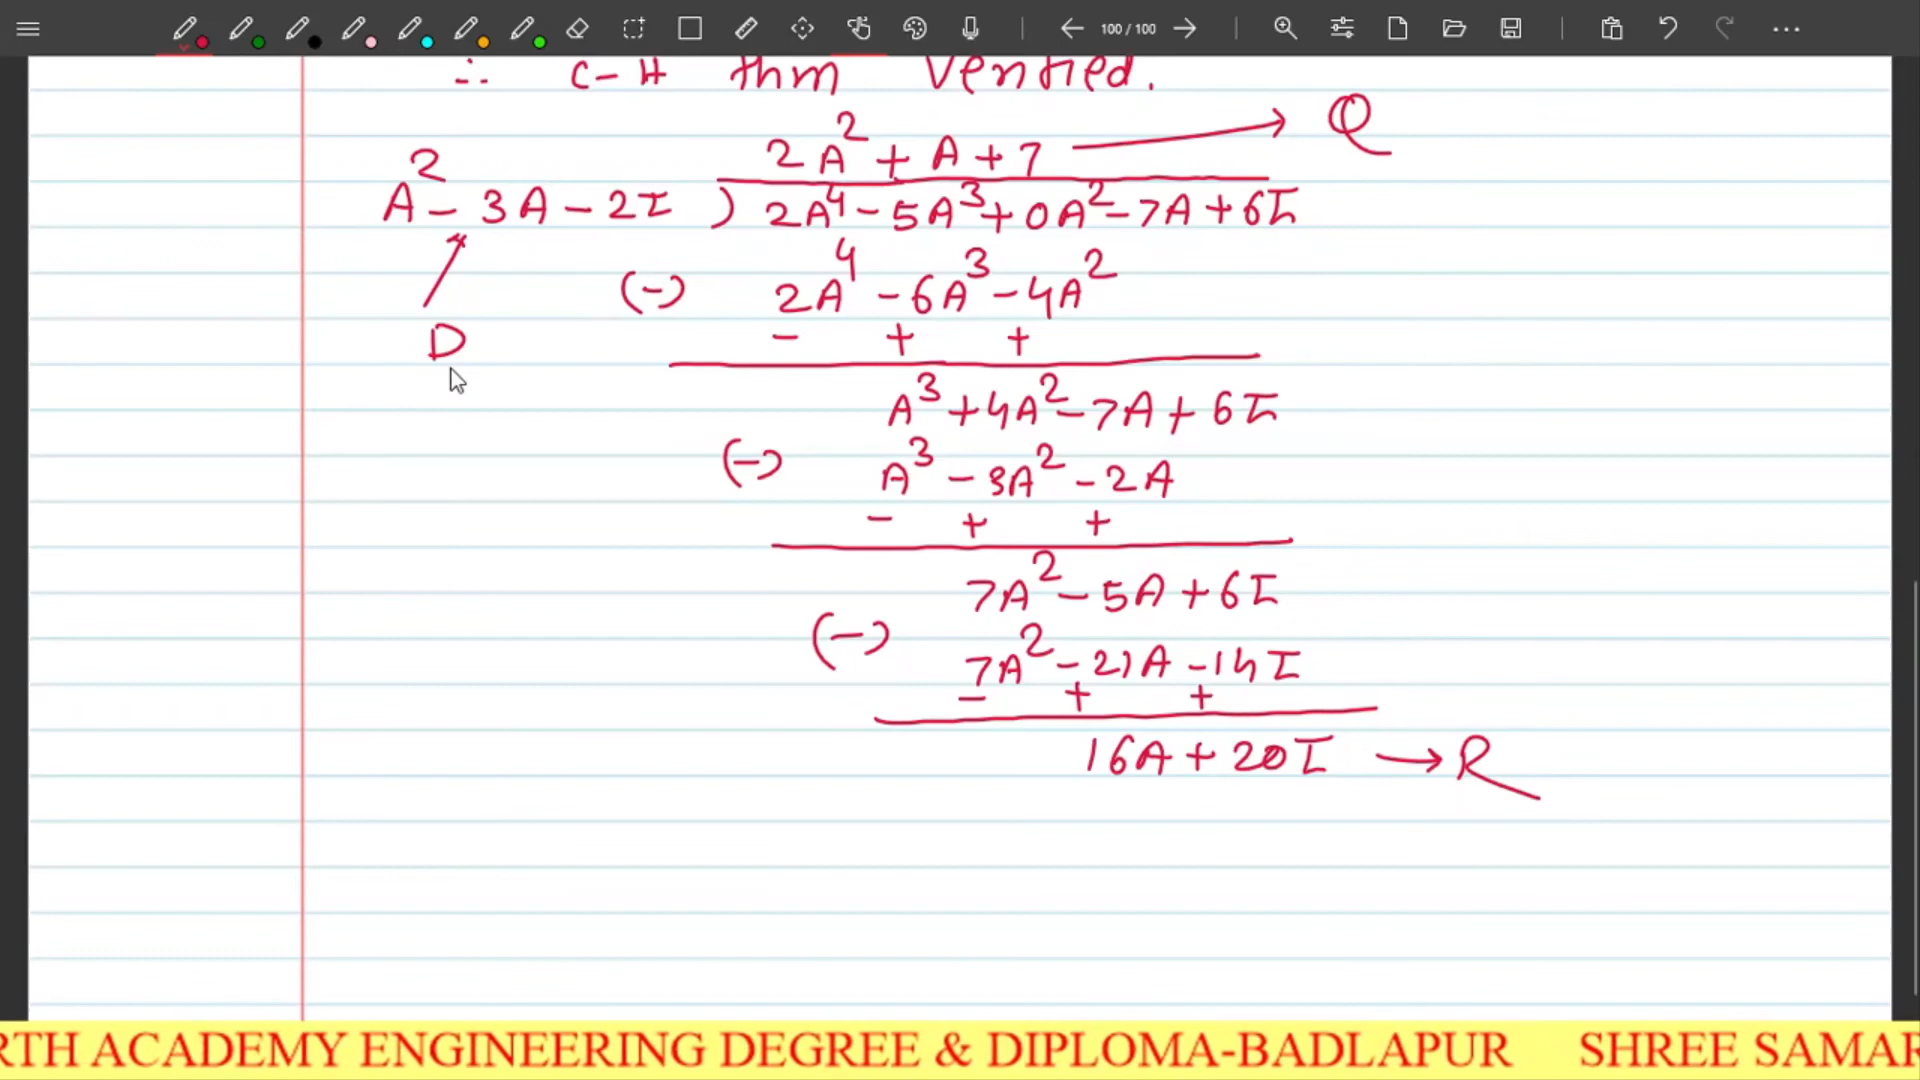 100 / 100
∴ C-H thm Verified.
2A² + A + 7 → Q
A² - 3A - 2I ) 2A⁴ - 5A³ + 0A² - 7A + 6I
(-) 2A⁴ - 6A³ - 4A²
- + +
D
A³ + 4A² - 7A + 6I
(-) A³ - 3A² - 2A
- + +
7A² - 5A + 6I
(-) 7A² - 21A - 14I
- + +
16A + 20I → R
RTH ACADEMY ENGINEERING DEGREE & DIPLOMA-BADLAPUR SHREE SAMAR